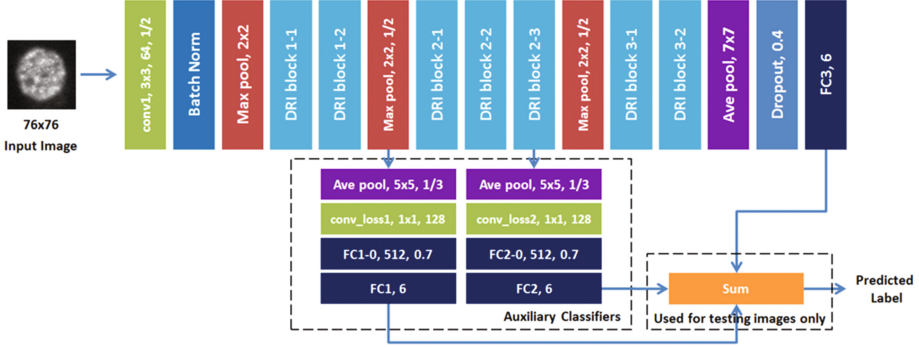 76x76
Input Image
conv1, 3x3, 64, 1/2
Batch Norm
Max pool, 2x2
DRI block 1-1
DRI block 1-2
Max pool, 2x2, 1/2
DRI block 2-1
DRI block 2-2
DRI block 2-3
Max pool, 2x2, 1/2
DRI block 3-1
DRI block 3-2
Ave pool, 7x7
Dropout, 0.4
FC3, 6
Ave pool, 5x5, 1/3
conv_loss1, 1x1, 128
FC1-0, 512, 0.7
FC1, 6
Ave pool, 5x5, 1/3
conv_loss2, 1x1, 128
FC2-0, 512, 0.7
FC2, 6
Auxiliary Classifiers
Sum
Used for testing images only
Predicted
Label